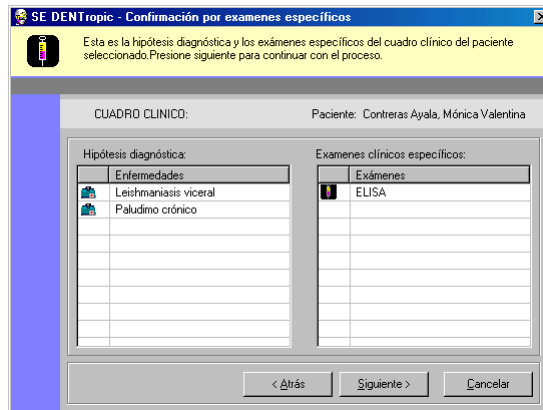 SE DENTropic - Confirmación por examenes específicos
Esta es la hipótesis diagnóstica y los exámenes específicos del cuadro clínico del paciente
seleccionado.Presione siguiente para continuar con el proceso.
CUADRO CLINICO:
Paciente: Contreras Ayala, Mónica Valentina
Hipótesis diagnóstica:
Enfermedades
Leishmaniasis viceral
Paludimo crónico
Examenes clínicos específicos:
Exámenes
ELISA
< Atrás
Siguiente >
Cancelar